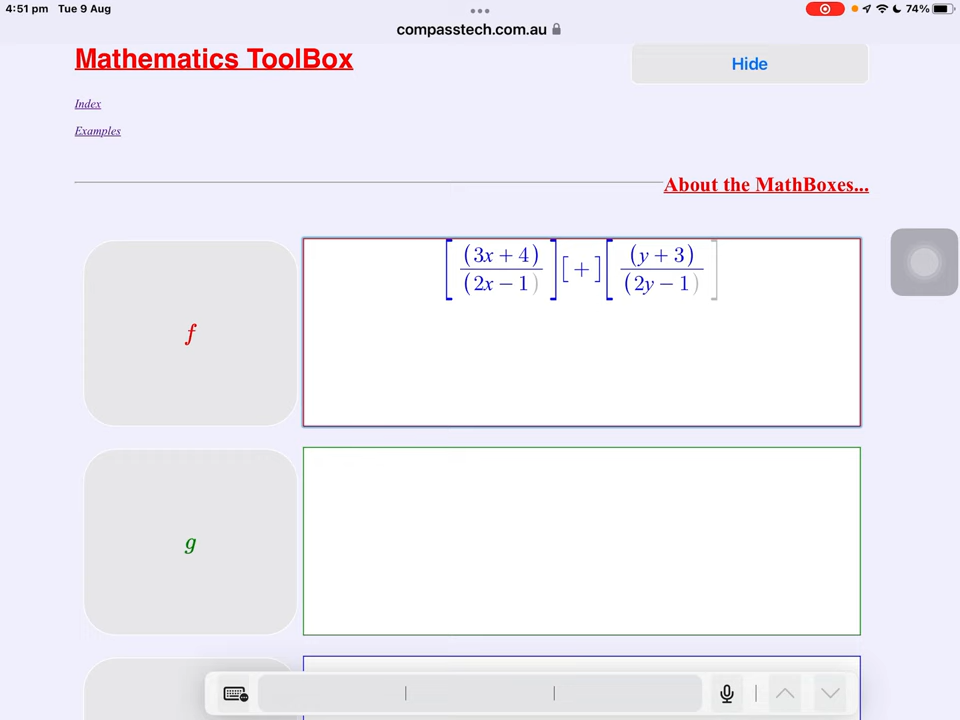 4:51 pm Tue 9 Aug
74%
compasstech.com.au
Mathematics ToolBox
Hide
Index
Examples
About the MathBoxes...
f
[(3x + 4)/(2x − 1)] [+] [(y + 3)/(2y − 1)]
g